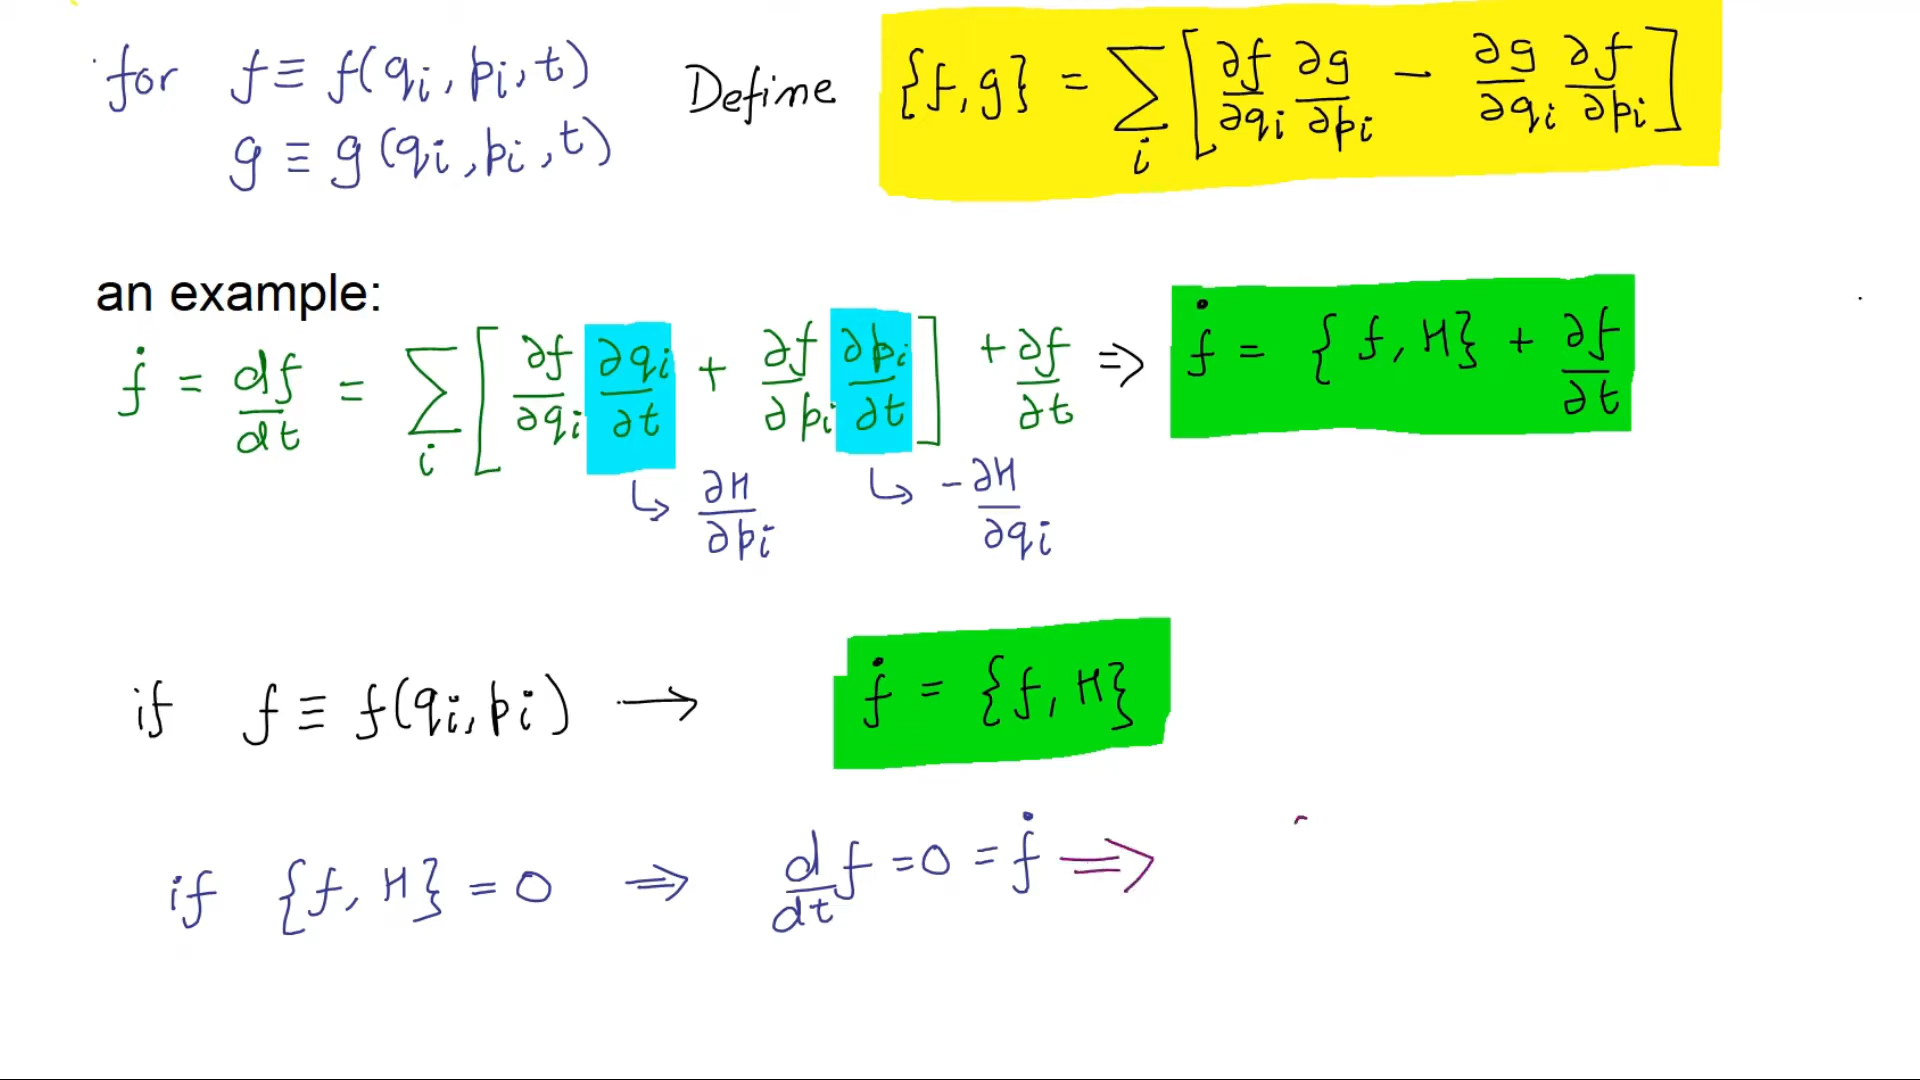 for f ≡ f(qi, pi, t) Define {f, g} = ∑i [∂f/∂qi ∂g/∂pi − ∂g/∂qi ∂f/∂pi]
g ≡ g(qi, pi, t)
an example:
ḟ = df/dt = ∑i [∂f/∂qi ∂qi/∂t + ∂f/∂pi ∂pi/∂t] + ∂f/∂t ⇒ ḟ = {f, H} + ∂f/∂t
↳ ∂H/∂pi ↳ −∂H/∂qi
if f ≡ f(qi, pi) → ḟ = {f, H}
if {f, H} = 0 ⇒ d/dt f = 0 = ḟ ⇒